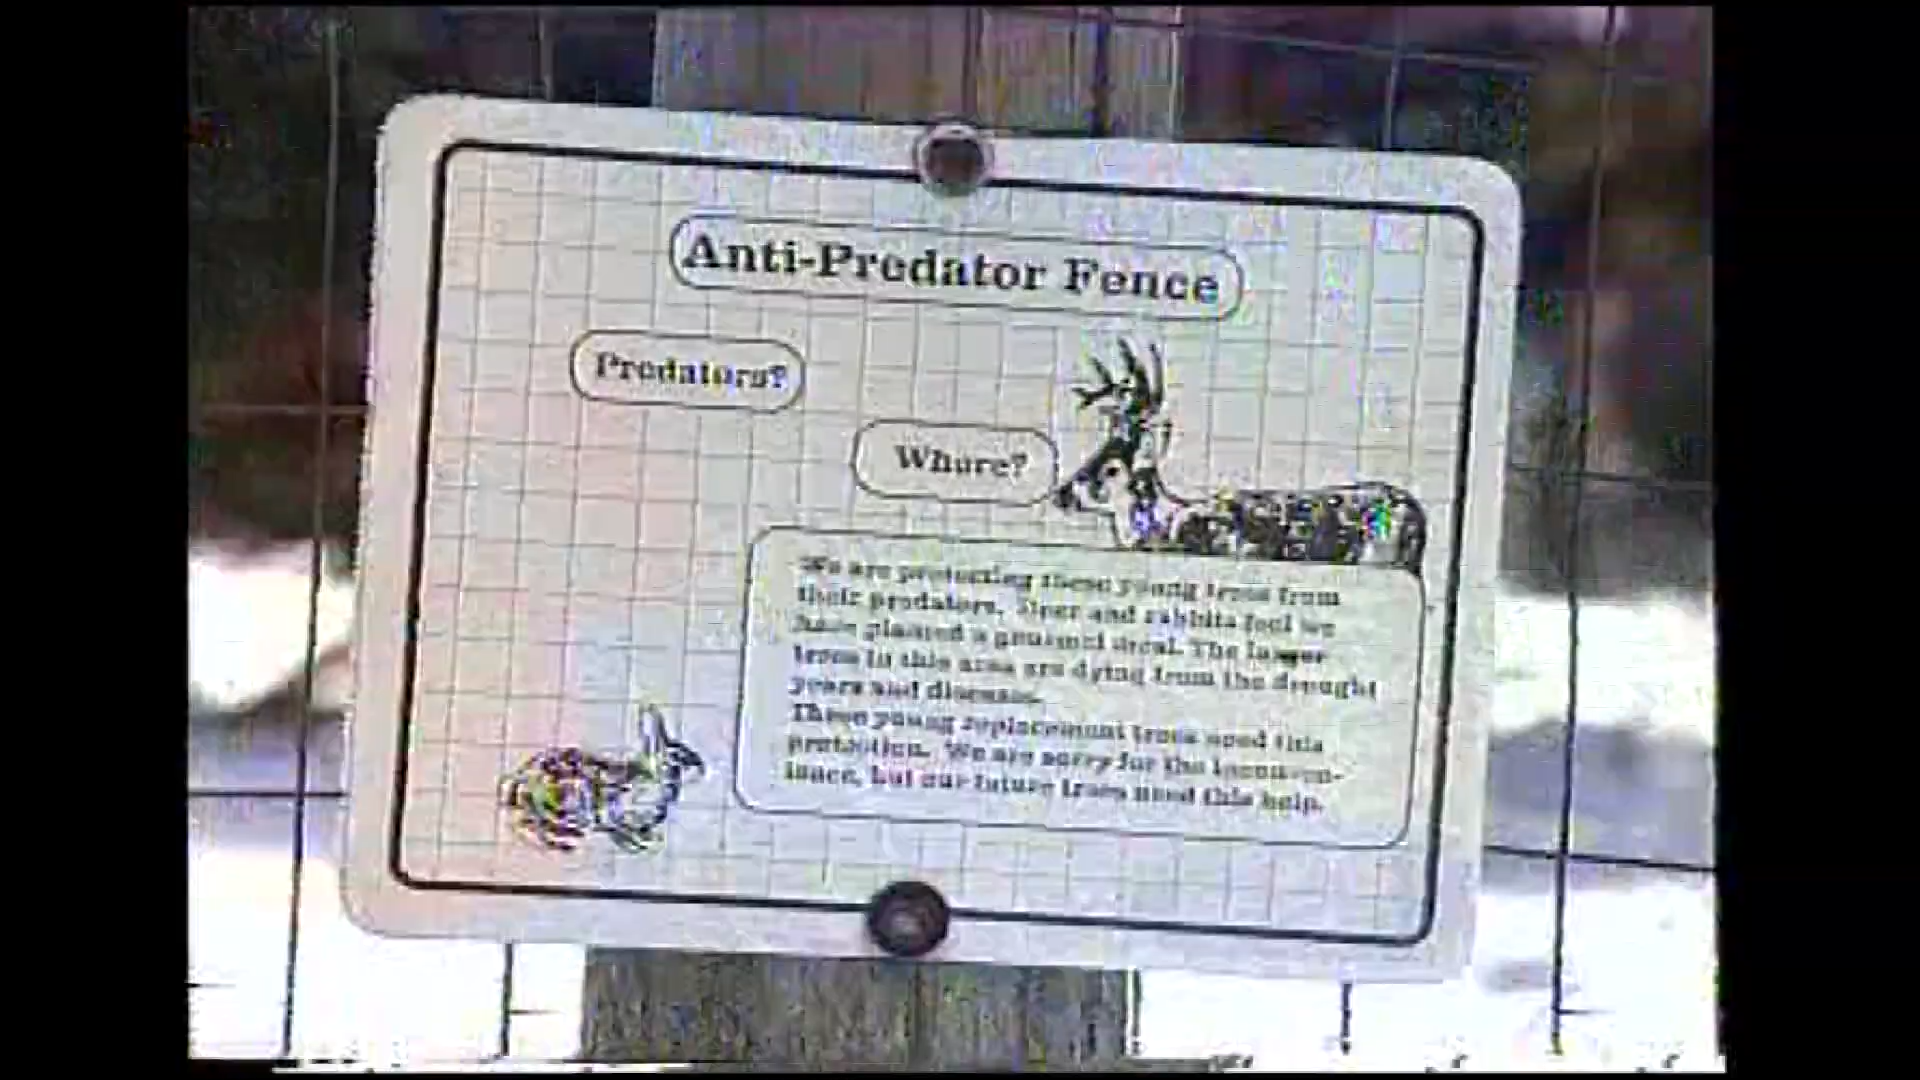 Anti-Predator Fence
Predators?
Where?
We are protecting these young trees from
their predators. Deer and rabbits feel we
have planted a gourmet meal. The larger
trees in this area are dying from the drought
years and disease.
These young replacement trees need this
protection. We are sorry for the inconven-
ience, but our future trees need this help.